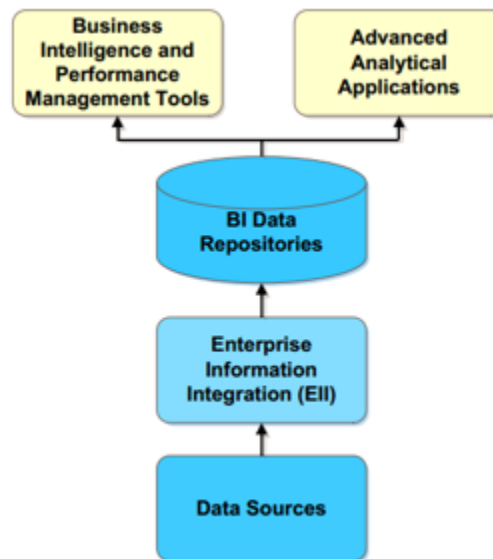 Business
Intelligence and
Performance
Management Tools
Advanced
Analytical
Applications
BI Data
Repositories
Enterprise
Information
Integration (EII)
Data Sources